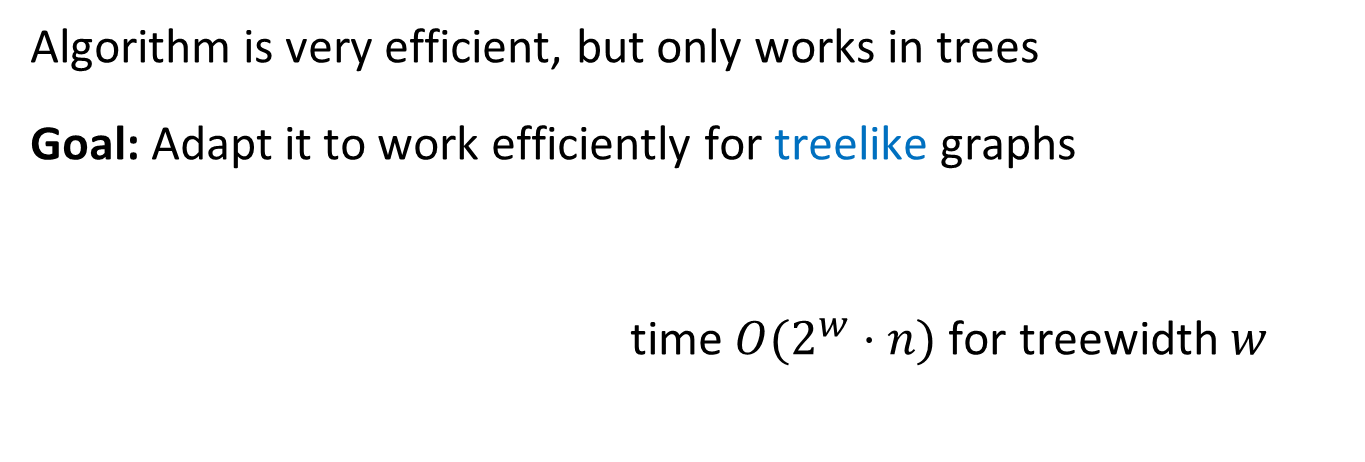 Algorithm is very efficient, but only works in trees
Goal: Adapt it to work efficiently for treelike graphs
time O(2^w · n) for treewidth w